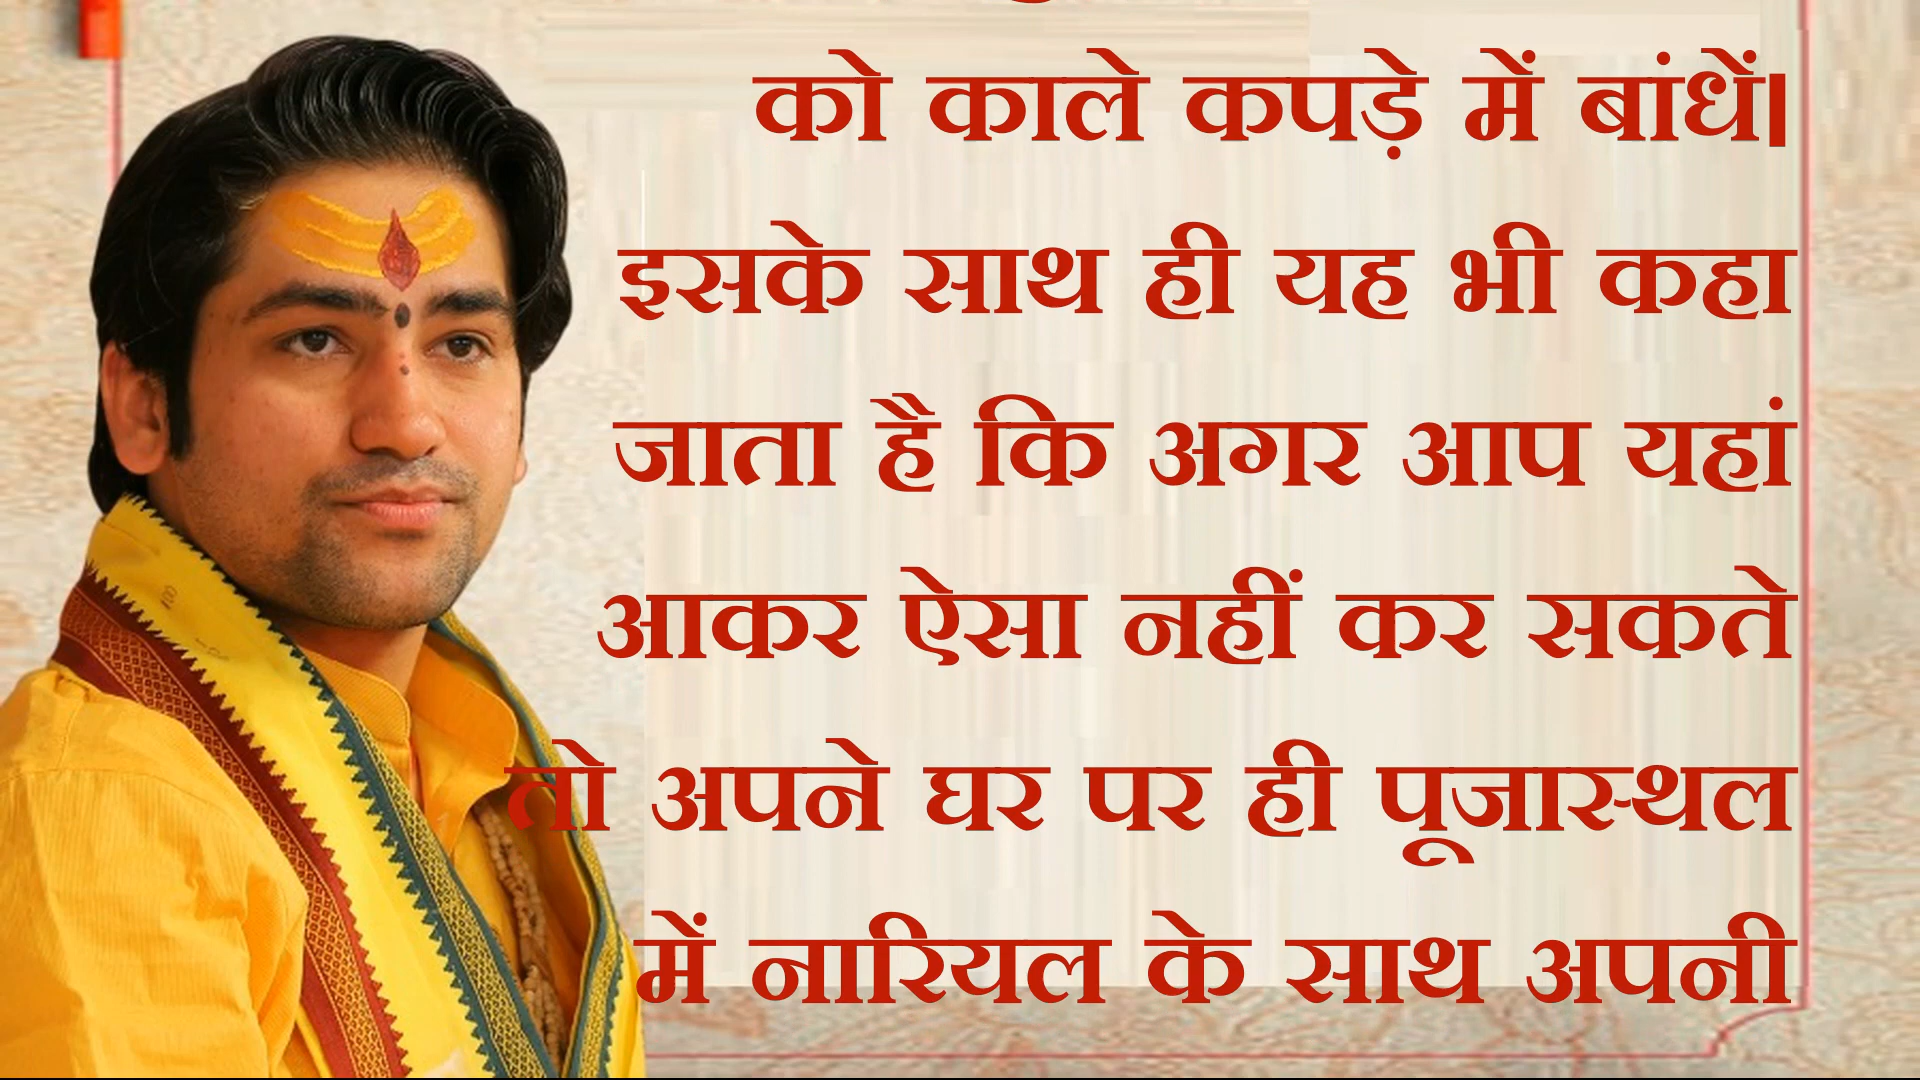 को काले कपड़े में बांधें।
इसके साथ ही यह भी कहा
जाता है कि अगर आप यहां
आकर ऐसा नहीं कर सकते
तो अपने घर पर ही पूजास्थल
में नारियल के साथ अपनी